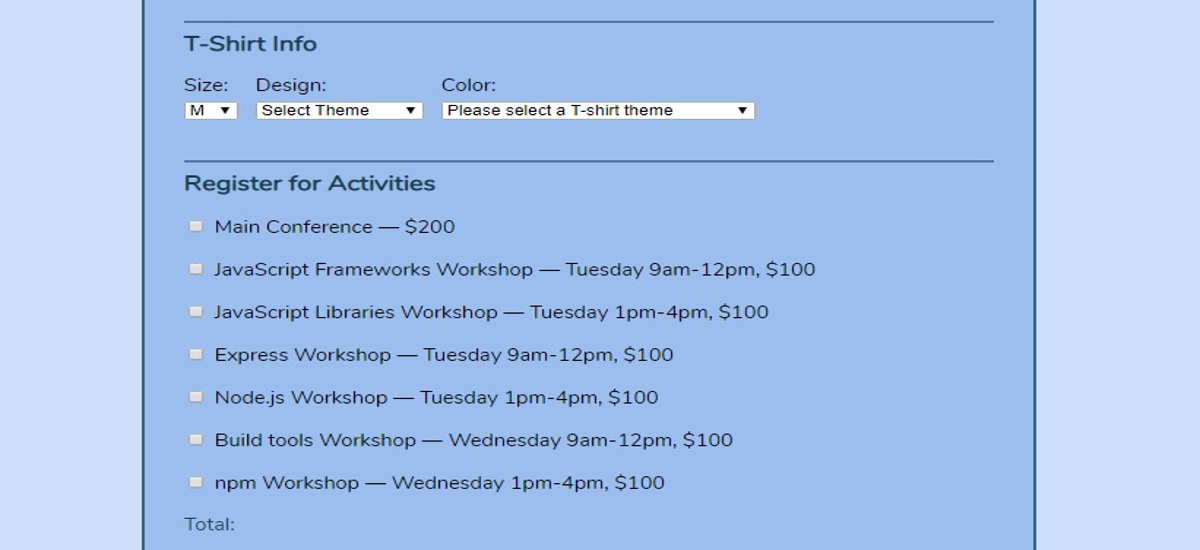 T-Shirt Info
Size: Design: Color:
M Select Theme Please select a T-shirt theme
Register for Activities
Main Conference — $200
JavaScript Frameworks Workshop — Tuesday 9am-12pm, $100
JavaScript Libraries Workshop — Tuesday 1pm-4pm, $100
Express Workshop — Tuesday 9am-12pm, $100
Node.js Workshop — Tuesday 1pm-4pm, $100
Build tools Workshop — Wednesday 9am-12pm, $100
npm Workshop — Wednesday 1pm-4pm, $100
Total: